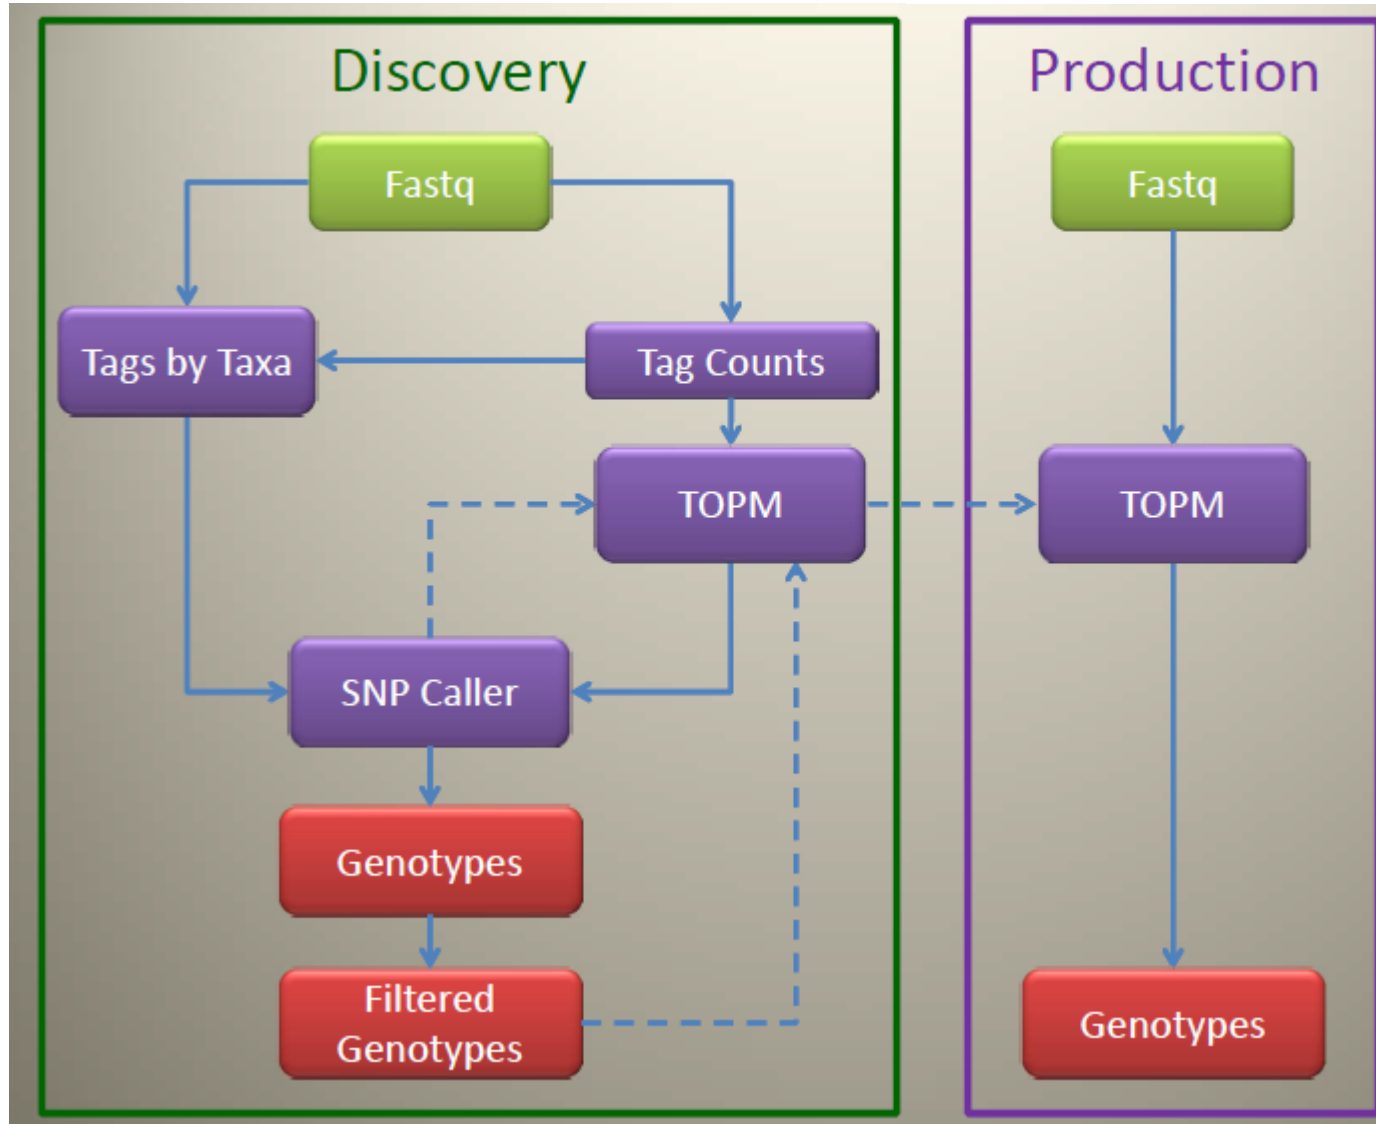 Discovery
Fastq
Tags by Taxa
Tag Counts
TOPM
SNP Caller
Genotypes
Filtered
Genotypes
Production
Fastq
TOPM
Genotypes